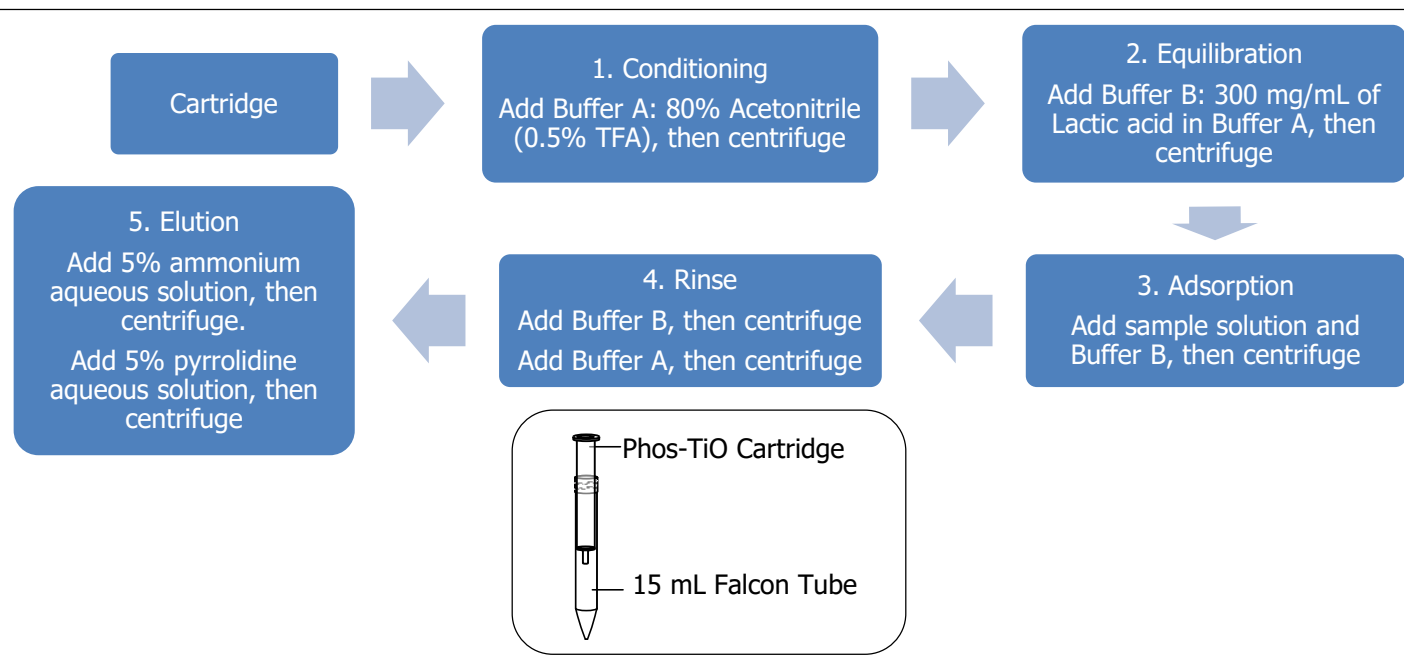 Cartridge
1. Conditioning
Add Buffer A: 80% Acetonitrile
(0.5% TFA), then centrifuge
2. Equilibration
Add Buffer B: 300 mg/mL of
Lactic acid in Buffer A, then
centrifuge
3. Adsorption
Add sample solution and
Buffer B, then centrifuge
4. Rinse
Add Buffer B, then centrifuge
Add Buffer A, then centrifuge
5. Elution
Add 5% ammonium
aqueous solution, then
centrifuge.
Add 5% pyrrolidine
aqueous solution, then
centrifuge
Phos-TiO Cartridge
15 mL Falcon Tube